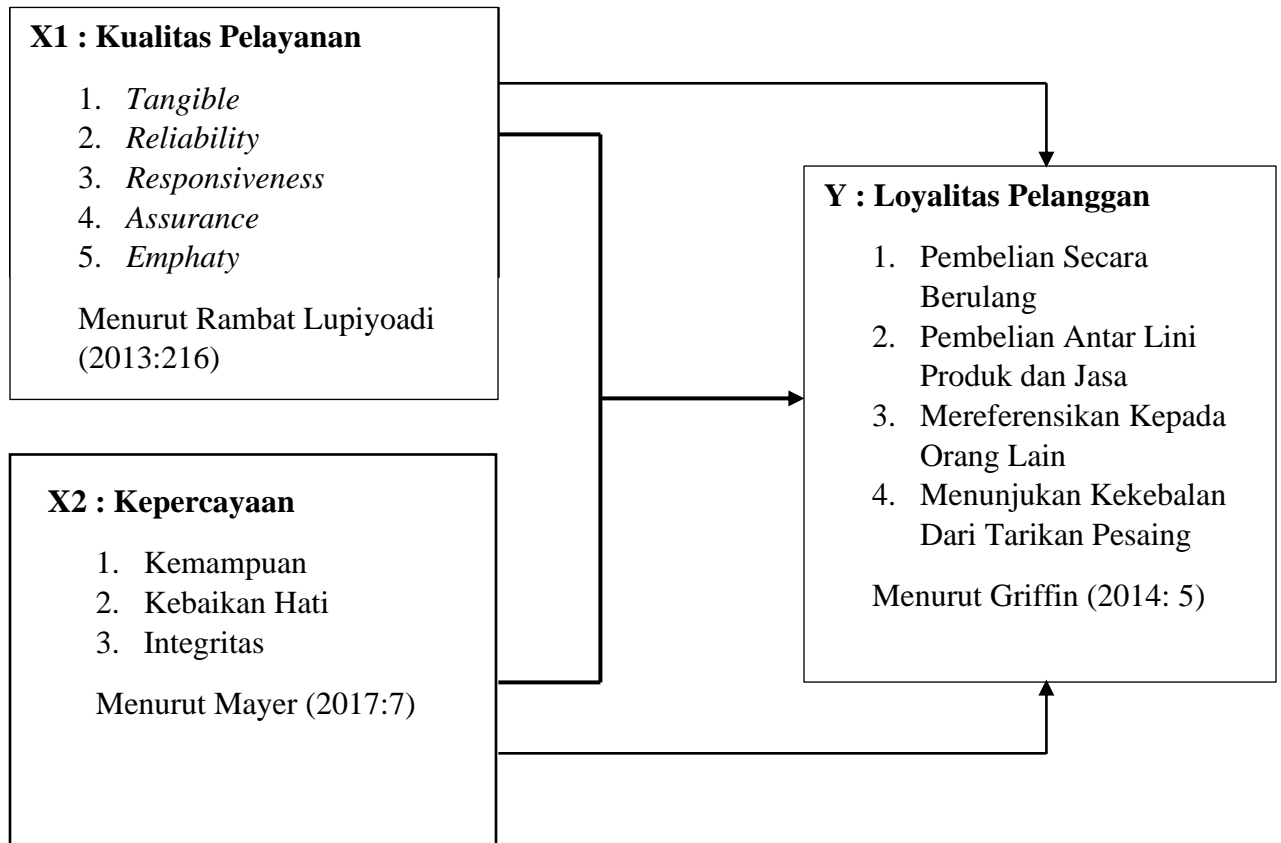 X1 : Kualitas Pelayanan
1. Tangible
2. Reliability
3. Responsiveness
4. Assurance
5. Emphaty
Menurut Rambat Lupiyoadi
(2013:216)
X2 : Kepercayaan
1. Kemampuan
2. Kebaikan Hati
3. Integritas
Menurut Mayer (2017:7)
Y : Loyalitas Pelanggan
1. Pembelian Secara
Berulang
2. Pembelian Antar Lini
Produk dan Jasa
3. Mereferensikan Kepada
Orang Lain
4. Menunjukan Kekebalan
Dari Tarikan Pesaing
Menurut Griffin (2014: 5)